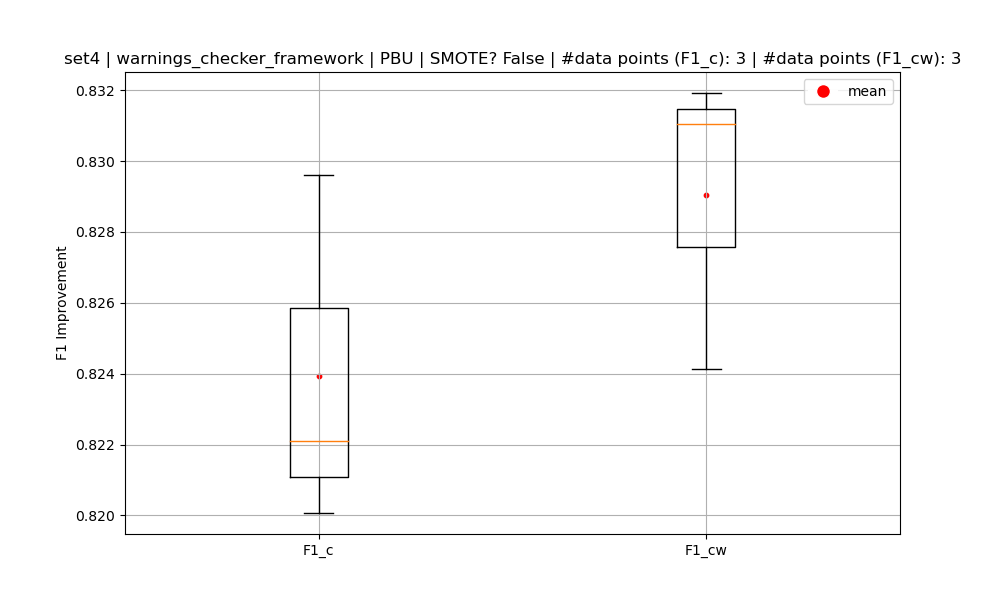 set4 | warnings_checker_framework | PBU | SMOTE? False | #data points (F1_c): 3 | #data points (F1_cw): 3
mean
0.832
0.830
0.828
0.826
0.824
0.822
0.820
F1 Improvement
F1_c
F1_cw